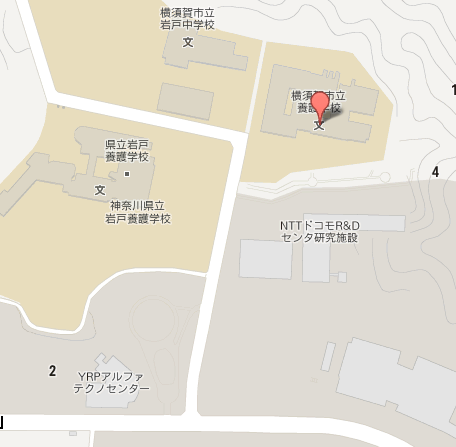 横須賀市立
岩戸中学校
文
横須賀市立
養護学校
文
1
県立岩戸
養護学校
文
神奈川県立
岩戸養護学校
4
NTTドコモR&D
センタ研究施設
2
YRPアルファ
テクノセンター